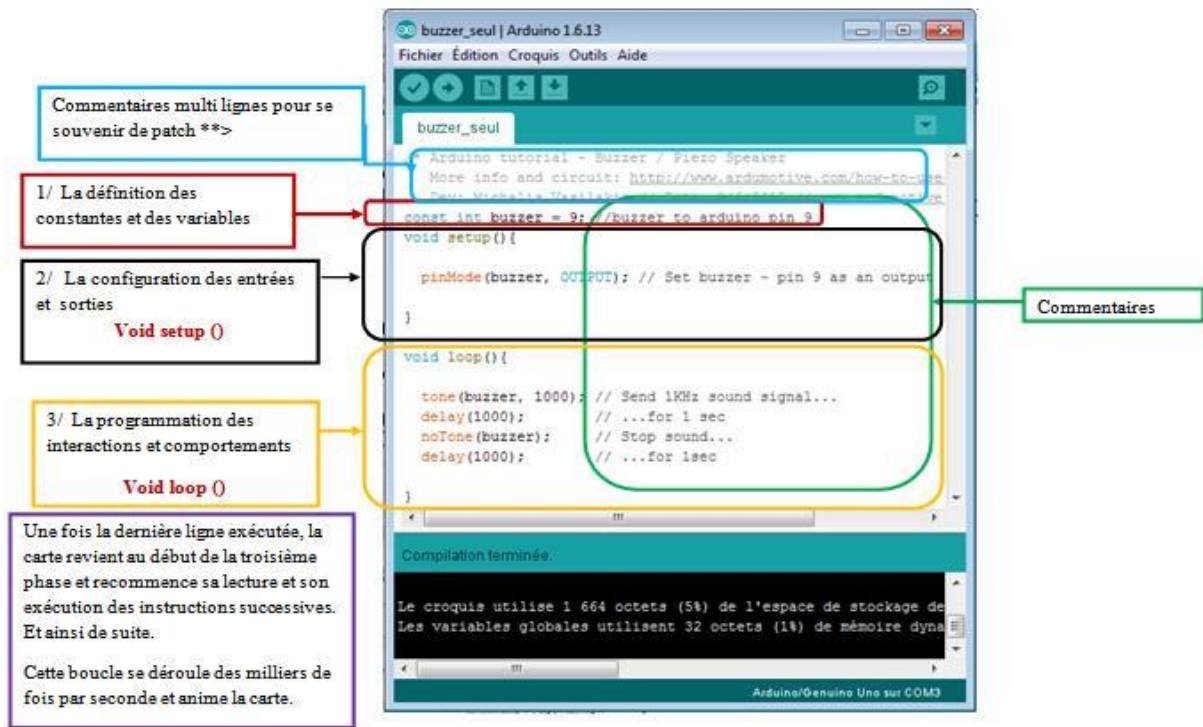 buzzer_seul | Arduino 1.6.13
Fichier Édition Croquis Outils Aide
buzzer_seul
Commentaires multi lignes pour se
souvenir de patch **>
1/ La définition des
constantes et des variables
2/ La configuration des entrées
et sorties
Void setup ()
3/ La programmation des
interactions et comportements
Void loop ()
Une fois la dernière ligne exécutée, la
carte revient au début de la troisième
phase et recommence sa lecture et son
exécution des instructions successives.
Et ainsi de suite.
Cette boucle se déroule des milliers de
fois par seconde et anime la carte.
* Arduino tutorial - Buzzer / Piezo Speaker
More info and circuit: http://www.ardumotive.com/how-to-use-
Dev: Michalis Vasilakis
const int buzzer = 9; //buzzer to arduino pin 9
void setup(){
pinMode(buzzer, OUTPUT); // Set buzzer - pin 9 as an output
}
void loop(){
tone(buzzer, 1000); // Send 1KHz sound signal...
delay(1000); // ...for 1 sec
noTone(buzzer); // Stop sound...
delay(1000); // ...for 1sec
}
Commentaires
Compilation terminée.
Le croquis utilise 1 664 octets (5%) de l'espace de stockage de
Les variables globales utilisent 32 octets (1%) de mémoire dyna
Arduino/Genuino Uno sur COM3